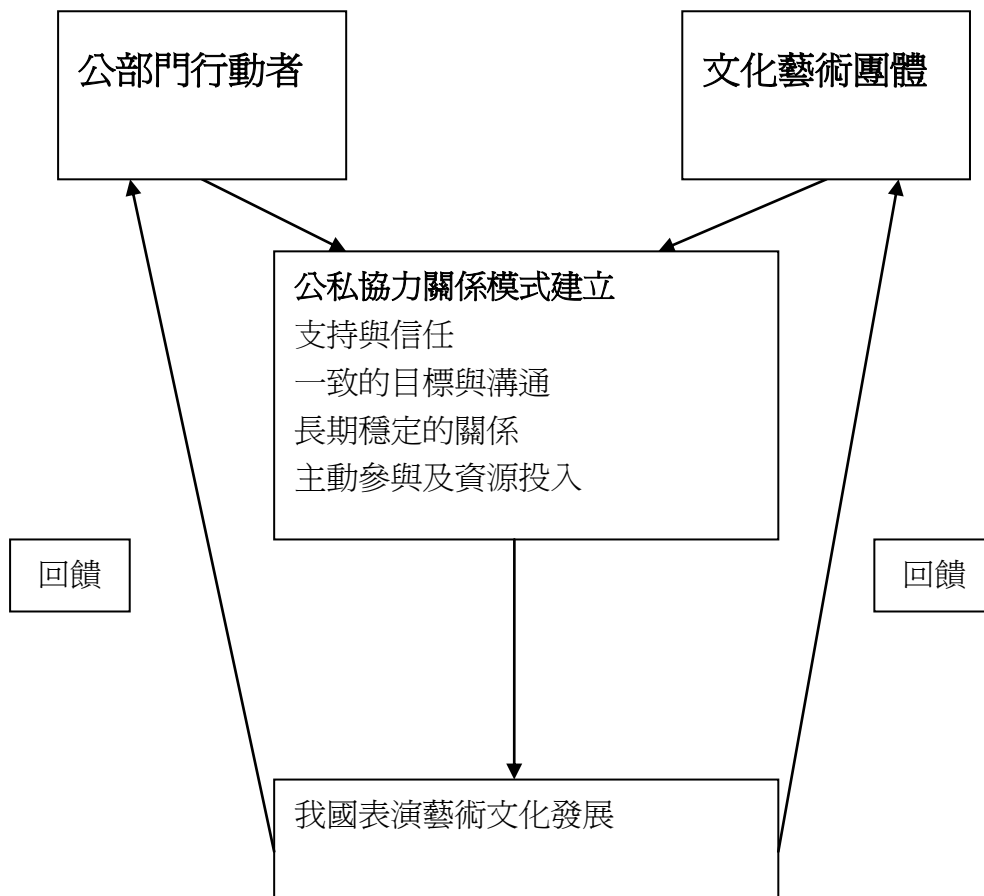 公部門行動者
文化藝術團體
公私協力關係模式建立
支持與信任
一致的目標與溝通
長期穩定的關係
主動參與及資源投入
回饋
回饋
我國表演藝術文化發展